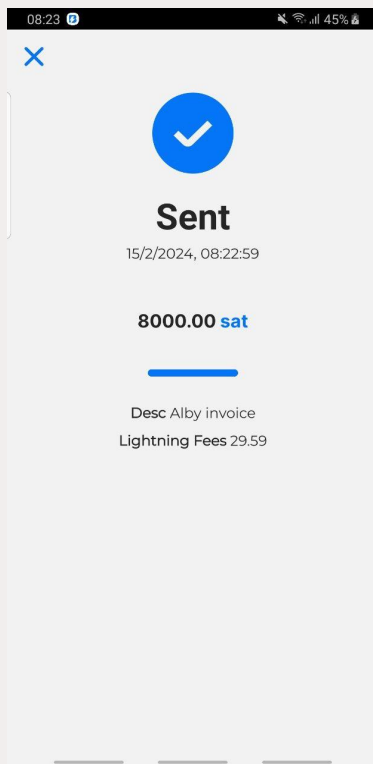 08:23 45%
Sent
15/2/2024, 08:22:59
8000.00 sat
Desc Alby invoice
Lightning Fees 29.59